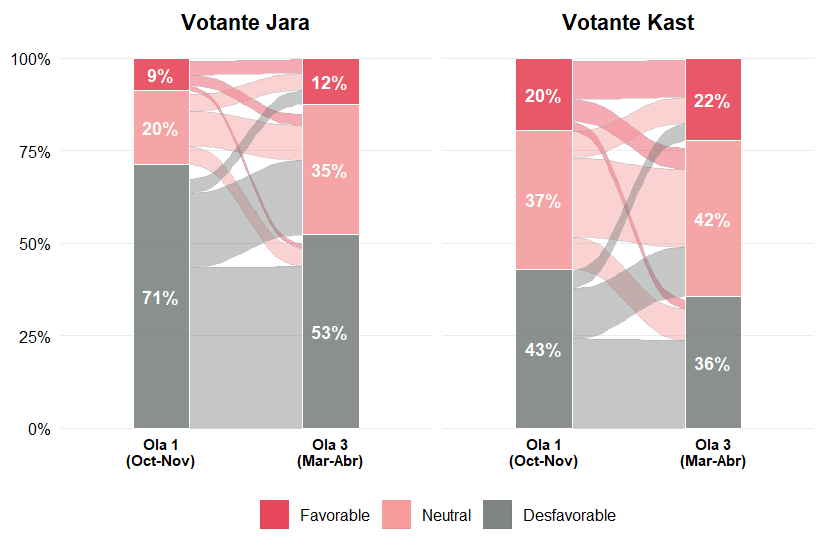 Votante Jara
Votante Kast
100%
75%
50%
25%
0%
9%
20%
71%
12%
35%
53%
20%
37%
43%
22%
42%
36%
Ola 1
(Oct-Nov)
Ola 3
(Mar-Abr)
Ola 1
(Oct-Nov)
Ola 3
(Mar-Abr)
Favorable
Neutral
Desfavorable